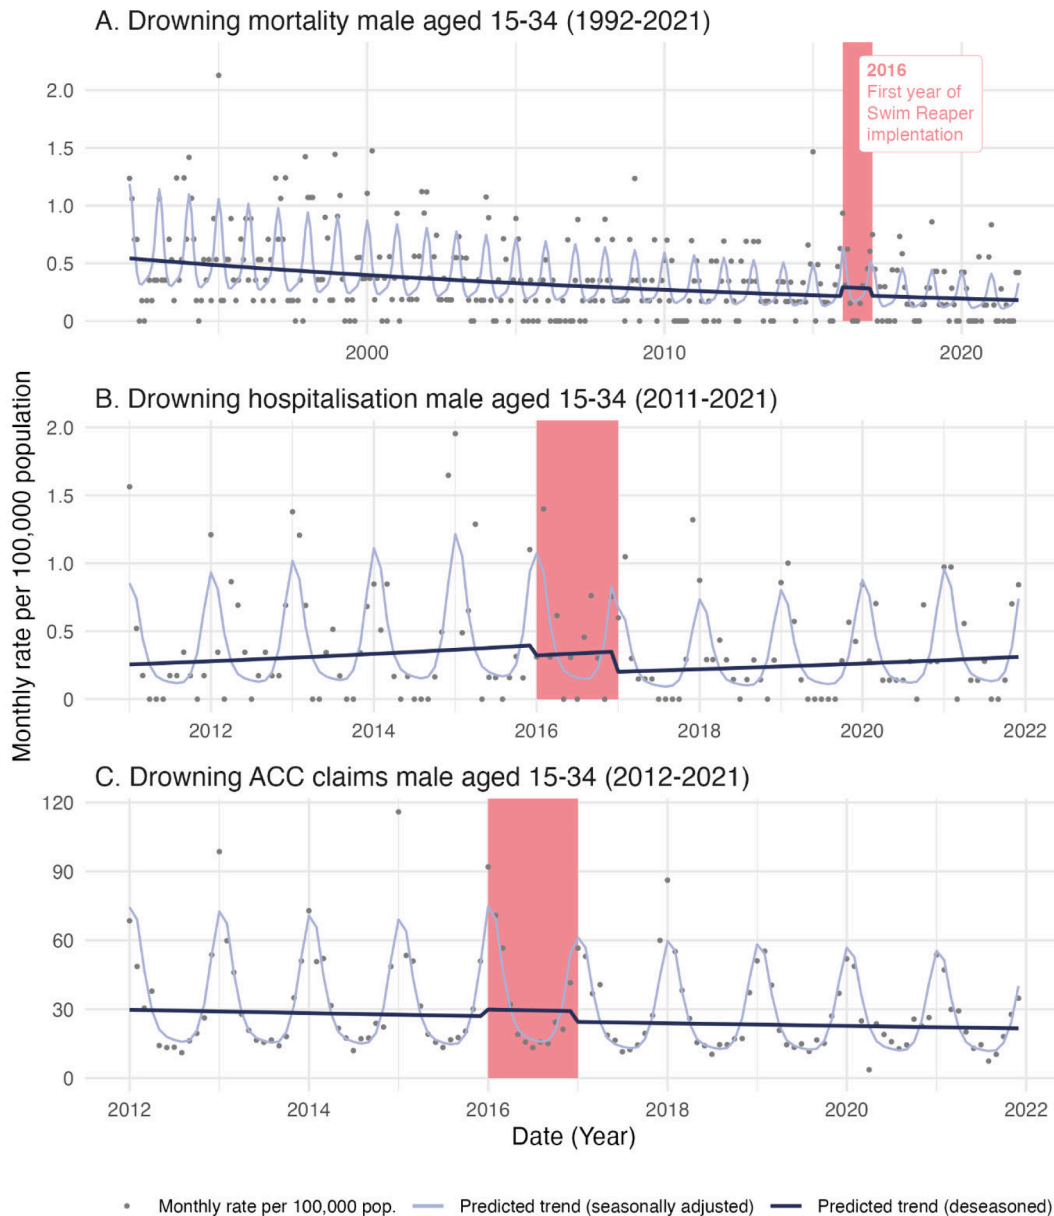 A. Drowning mortality male aged 15-34 (1992-2021)
2016
First year of
Swim Reaper
implentation
2.0
1.5
1.0
0.5
0
2000
2010
2020
B. Drowning hospitalisation male aged 15-34 (2011-2021)
2.0
1.5
1.0
0.5
0
2012
2014
2016
2018
2020
2022
Monthly rate per 100,000 population
C. Drowning ACC claims male aged 15-34 (2012-2021)
120
90
60
30
0
2012
2014
2016
2018
2020
2022
Date (Year)
Monthly rate per 100,000 pop.
Predicted trend (seasonally adjusted)
Predicted trend (deseasoned)